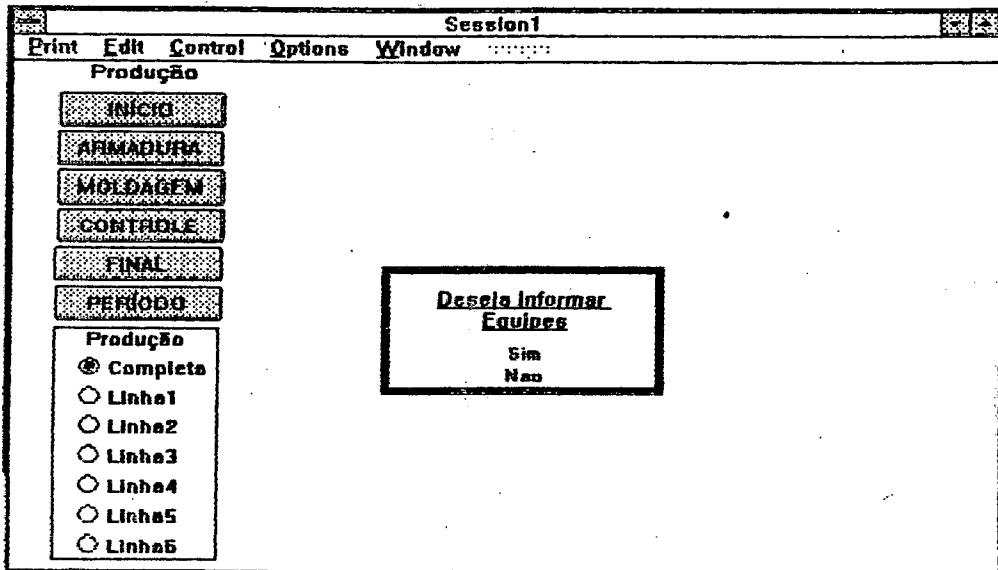 Session1
Print Edit Control Options Window
Produção
INÍCIO
ARMADURA
MOLDAGEM
CONTROLE
FINAL
PERÍODO
Produção
Completa
Linha1
Linha2
Linha3
Linha4
Linha5
Linha6
Deseja Informar
Equipes
Sim
Nao